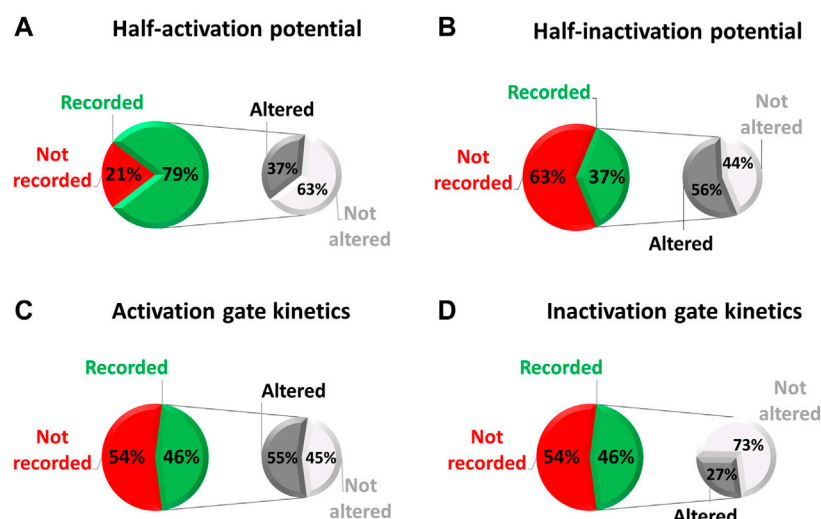 A
Half-activation potential
Recorded
Not
recorded
21%
79%
Altered
37%
63%
Not
altered
B
Half-inactivation potential
Recorded
Not
recorded
63%
37%
Not
altered
44%
56%
Altered
C
Activation gate kinetics
Recorded
Not
recorded
54%
46%
Altered
55%
45%
Not
altered
D
Inactivation gate kinetics
Recorded
Not
recorded
54%
46%
Not
altered
73%
27%
Altered